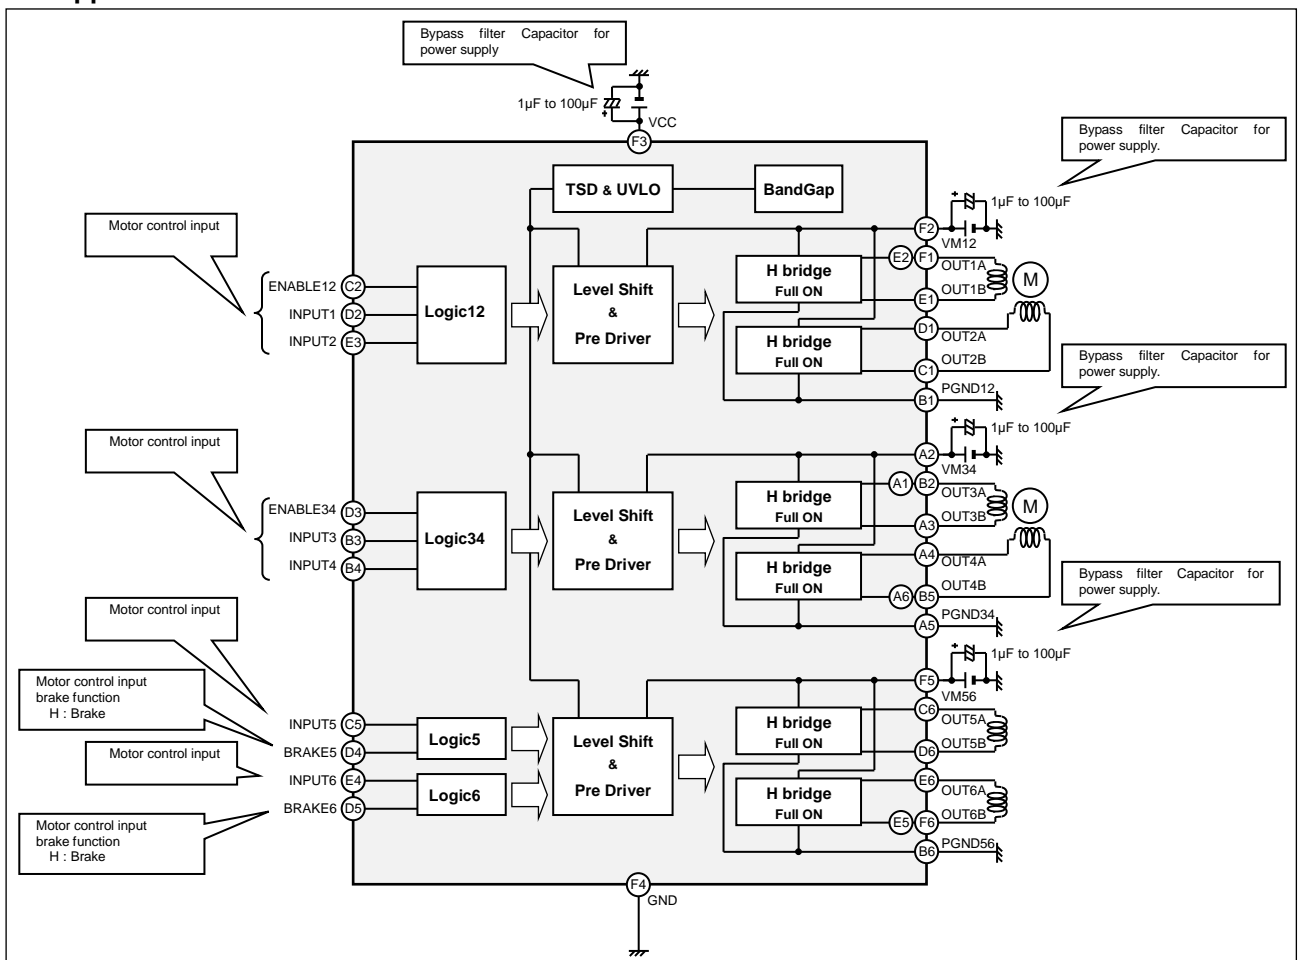 Bypass filter Capacitor for
power supply
1µF to 100µF
VCC
F3
Bypass filter Capacitor for
power supply.
TSD & UVLO
BandGap
1µF to 100µF
F2
VM12
Motor control input
ENABLE12 C2
INPUT1 D2
INPUT2 E3
Logic12
Level Shift
&
Pre Driver
H bridge
Full ON
H bridge
Full ON
E2 F1
OUT1A
M
OUT1B
E1
D1
OUT2A
OUT2B
C1
PGND12
B1
Bypass filter Capacitor for
power supply.
1µF to 100µF
A2
VM34
Motor control input
ENABLE34 D3
INPUT3 B3
INPUT4 B4
Logic34
Level Shift
&
Pre Driver
H bridge
Full ON
H bridge
Full ON
A1 B2
OUT3A
M
OUT3B
A3
A4
OUT4A
OUT4B
A6 B5
PGND34
A5
Bypass filter Capacitor for
power supply.
1µF to 100µF
F5
VM56
Motor control input
Motor control input
brake function
H : Brake
Motor control input
Motor control input
brake function
H : Brake
INPUT5 C5
BRAKE5 D4
INPUT6 E4
BRAKE6 D5
Logic5
Logic6
Level Shift
&
Pre Driver
H bridge
Full ON
H bridge
Full ON
C6
OUT5A
OUT5B
D6
E6
OUT6A
OUT6B
E5 F6
PGND56
B6
F4
GND